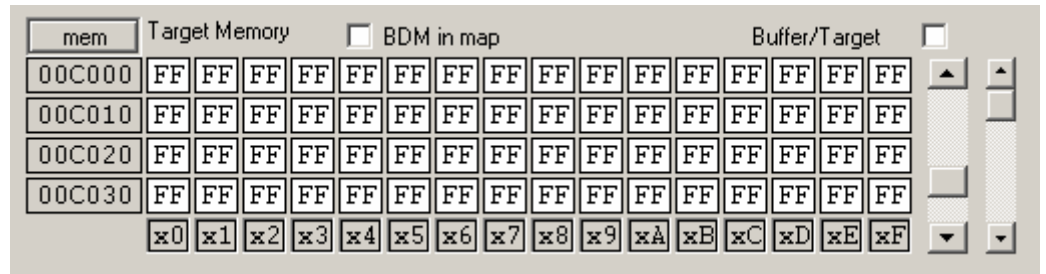 mem Target Memory BDM in map Buffer/Target
00C000 FF FF FF FF FF FF FF FF FF FF FF FF FF FF FF FF
00C010 FF FF FF FF FF FF FF FF FF FF FF FF FF FF FF FF
00C020 FF FF FF FF FF FF FF FF FF FF FF FF FF FF FF FF
00C030 FF FF FF FF FF FF FF FF FF FF FF FF FF FF FF FF
x0 x1 x2 x3 x4 x5 x6 x7 x8 x9 xA xB xC xD xE xF